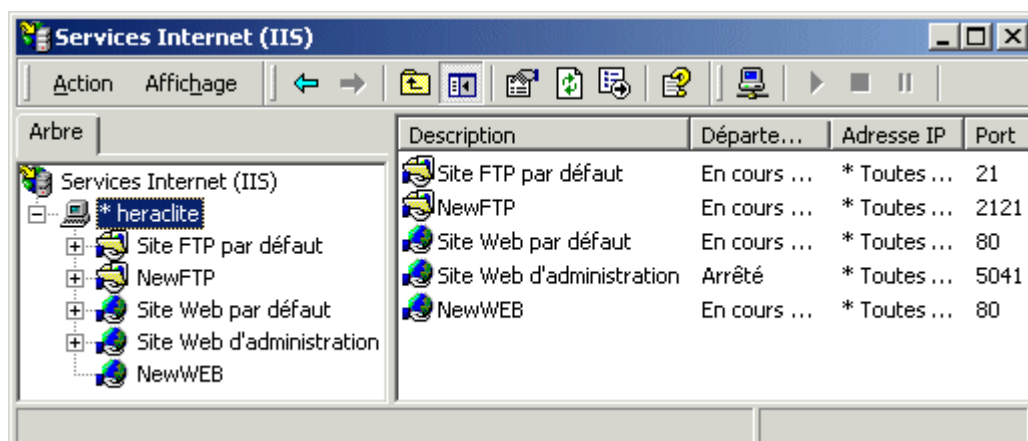 Services Internet (IIS)
Action Affichage
Arbre
Services Internet (IIS)
* heraclite
Site FTP par défaut
NewFTP
Site Web par défaut
Site Web d'administration
NewWEB
Description Départe... Adresse IP Port
Site FTP par défaut En cours ... * Toutes ... 21
NewFTP En cours ... * Toutes ... 2121
Site Web par défaut En cours ... * Toutes ... 80
Site Web d'administration Arrêté * Toutes ... 5041
NewWEB En cours ... * Toutes ... 80